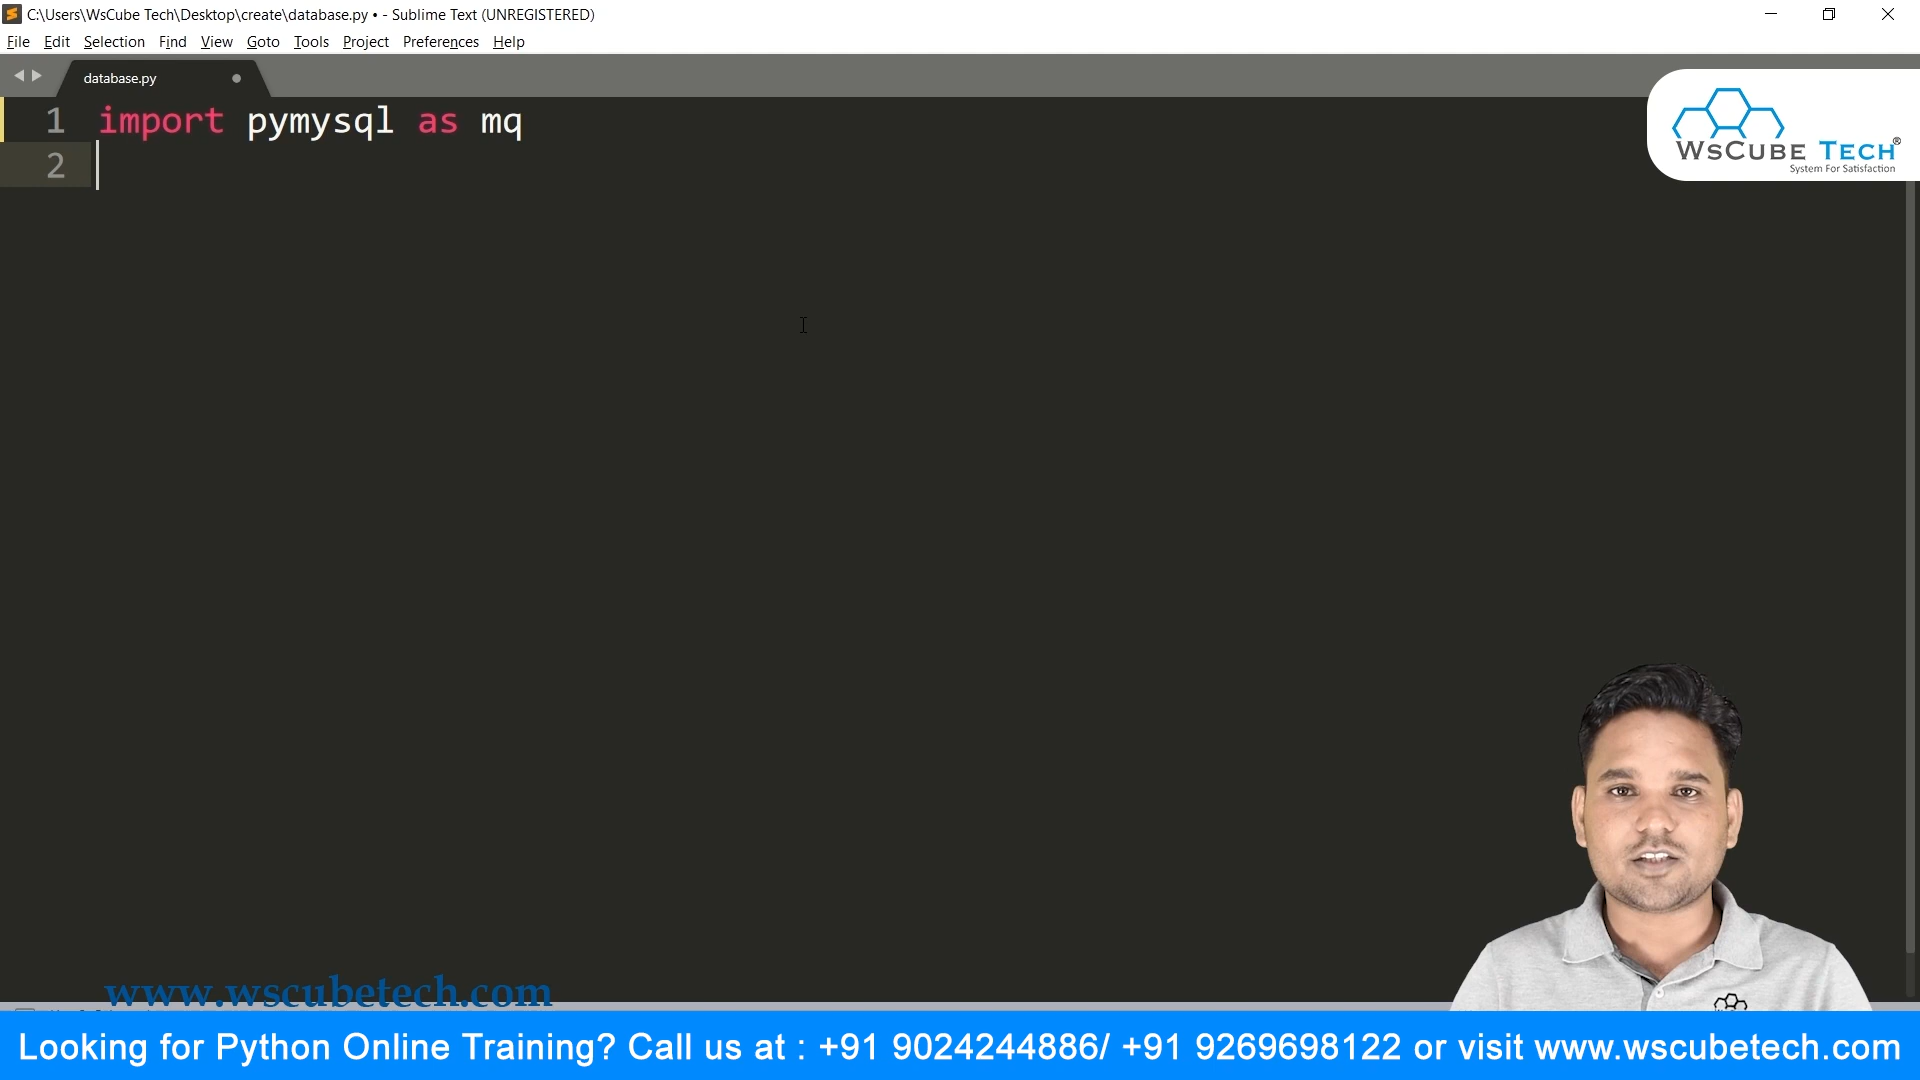 C:\Users\WsCube Tech\Desktop\create\database.py • - Sublime Text (UNREGISTERED)
File Edit Selection Find View Goto Tools Project Preferences Help
database.py
1 import pymysql as mq
2
WSCUBE TECH®
System For Satisfaction
www.wscubetech.com
Looking for Python Online Training? Call us at : +91 9024244886/ +91 9269698122 or visit www.wscubetech.com